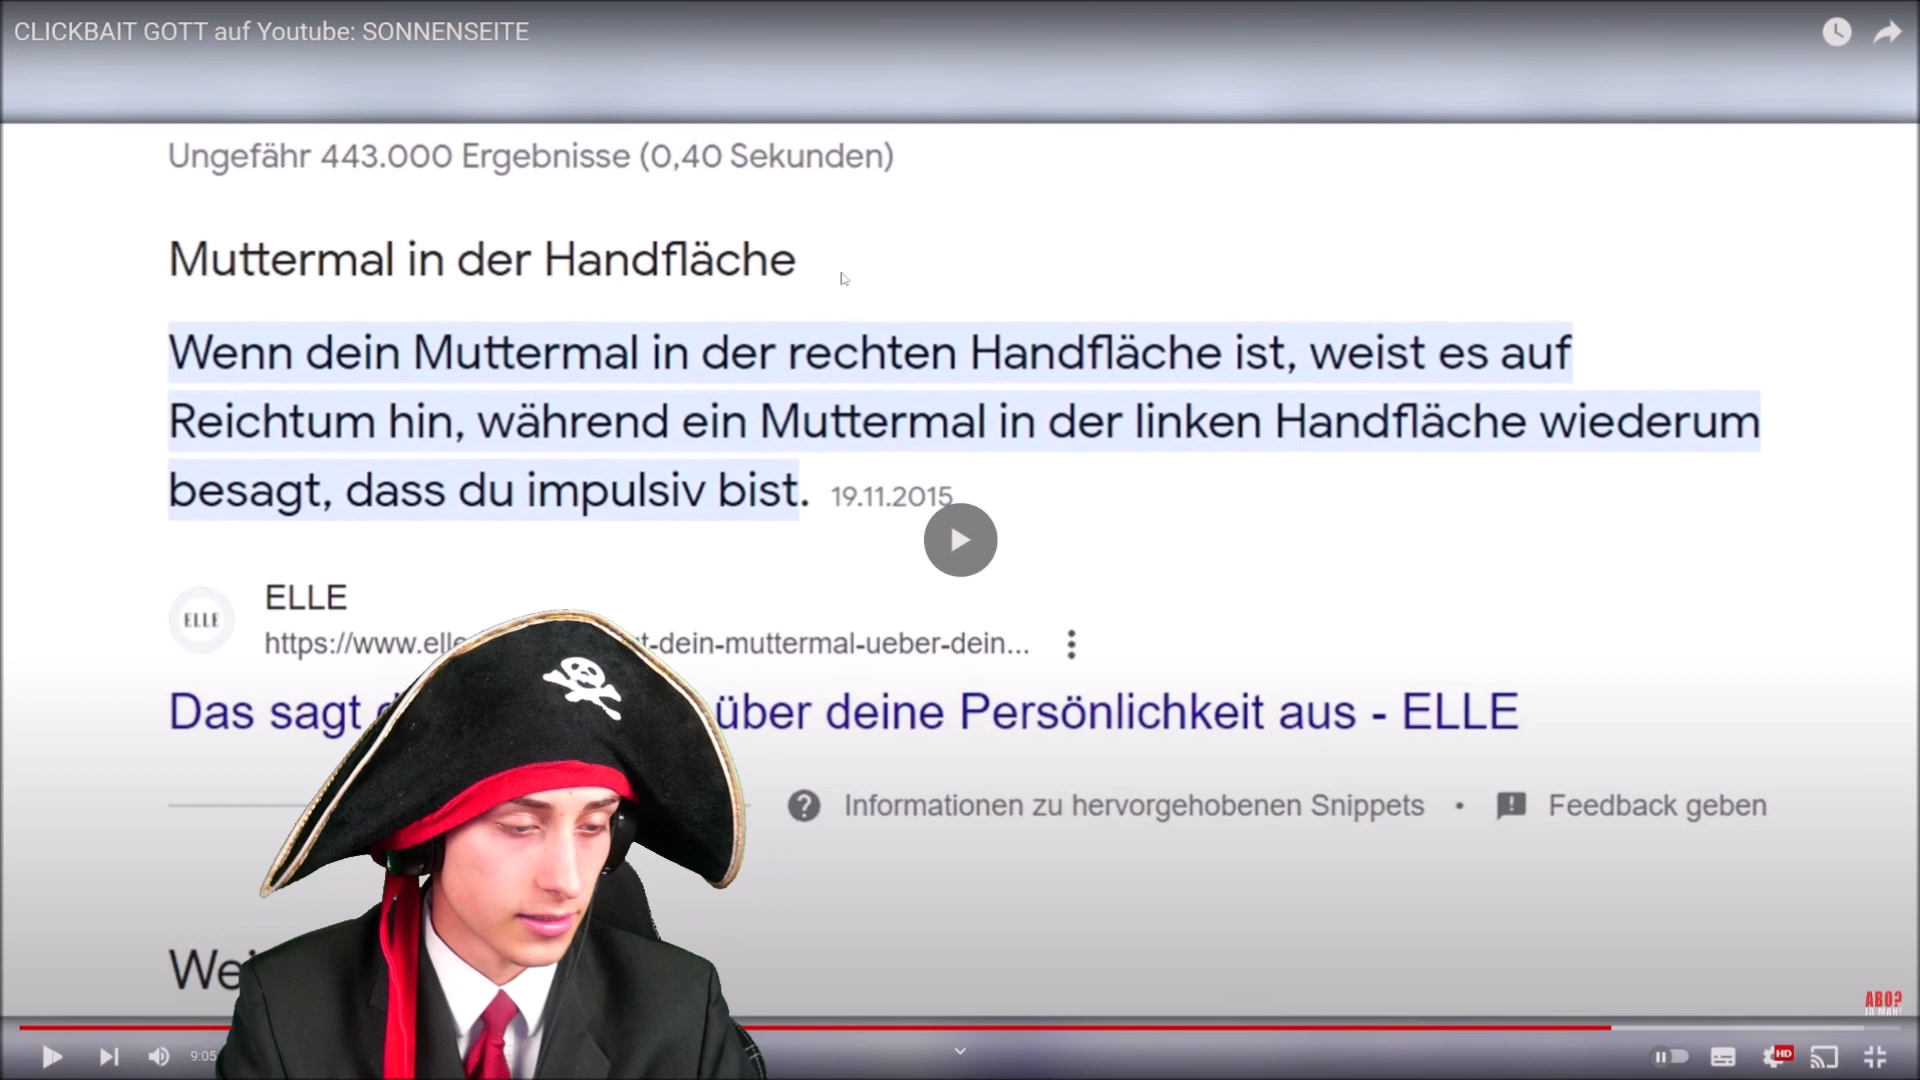 CLICKBAIT GOTT auf Youtube: SONNENSEITE
Ungefähr 443.000 Ergebnisse (0,40 Sekunden)
Muttermal in der Handfläche
Wenn dein Muttermal in der rechten Handfläche ist, weist es auf
Reichtum hin, während ein Muttermal in der linken Handfläche wiederum
besagt, dass du impulsiv bist. 19.11.2015
ELLE
ELLE
https://www.elle t-dein-muttermal-ueber-dein...
Das sagt über deine Persönlichkeit aus - ELLE
Informationen zu hervorgehobenen Snippets • Feedback geben
ABO?
JA MAN!
9:05
HD